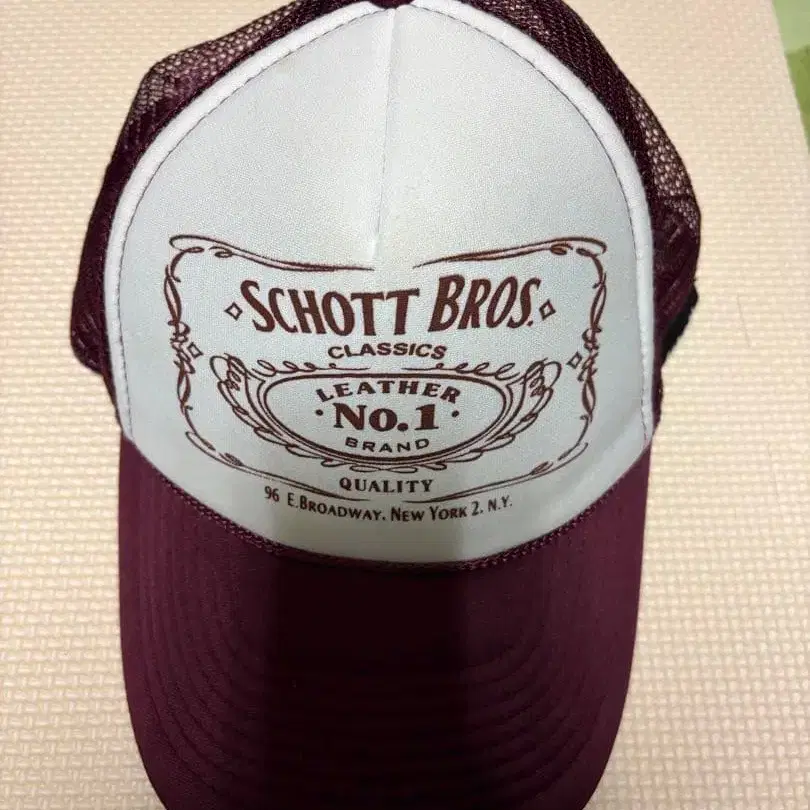 SCHOTT BROS.
CLASSICS
LEATHER
·No.1·
BRAND
QUALITY
96 E.BROADWAY. NEW YORK 2. N.Y.